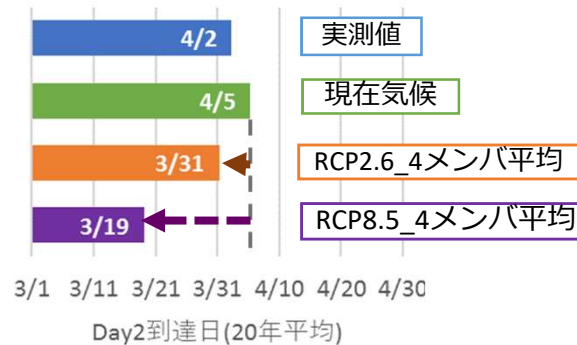 4/2 実測値
4/5 現在気候
3/31 RCP2.6_4メンバ平均
3/19 RCP8.5_4メンバ平均
3/1 3/11 3/21 3/31 4/10 4/20 4/30
Day2到達日(20年平均)